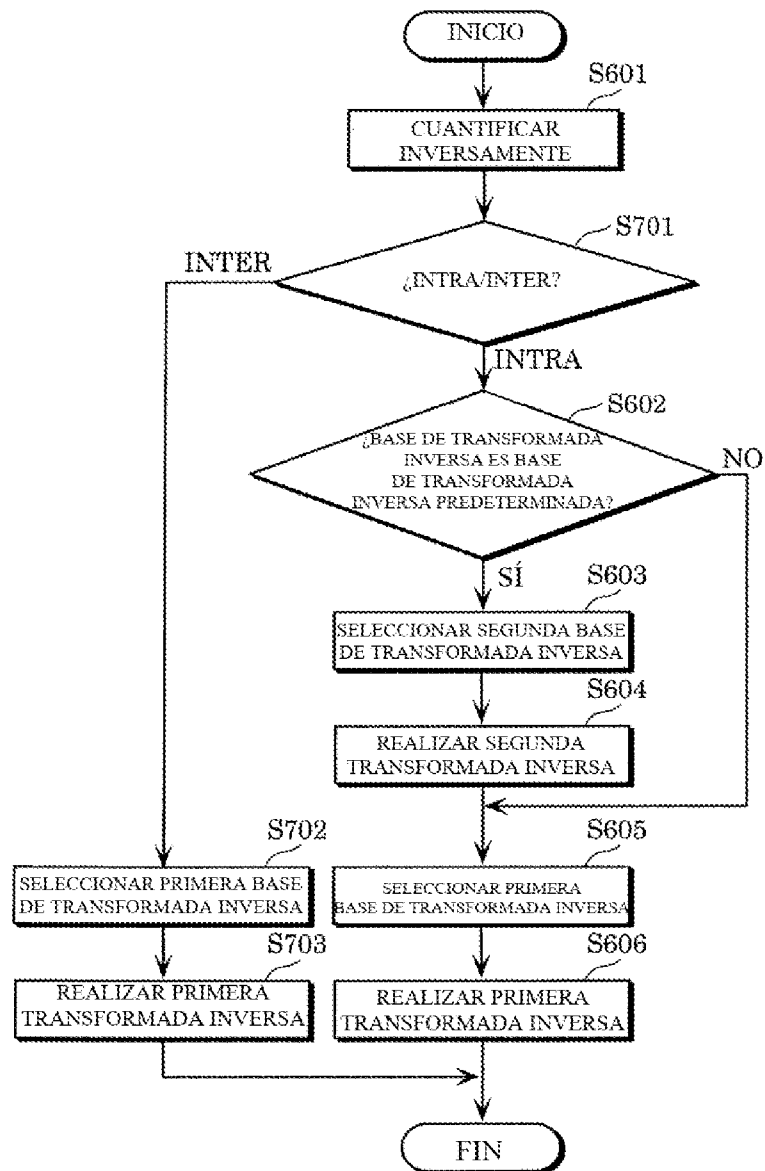 INICIO
S601
CUANTIFICAR
INVERSAMENTE
S701
INTER
¿INTRA/INTER?
INTRA
S602
¿BASE DE TRANSFORMADA
INVERSA ES BASE
DE TRANSFORMADA
INVERSA PREDETERMINADA?
NO
SÍ
S603
SELECCIONAR SEGUNDA BASE
DE TRANSFORMADA INVERSA
S604
REALIZAR SEGUNDA
TRANSFORMADA INVERSA
S702
SELECCIONAR PRIMERA BASE
DE TRANSFORMADA INVERSA
S605
SELECCIONAR PRIMERA
BASE DE TRANSFORMADA INVERSA
S703
REALIZAR PRIMERA
TRANSFORMADA INVERSA
S606
REALIZAR PRIMERA
TRANSFORMADA INVERSA
FIN